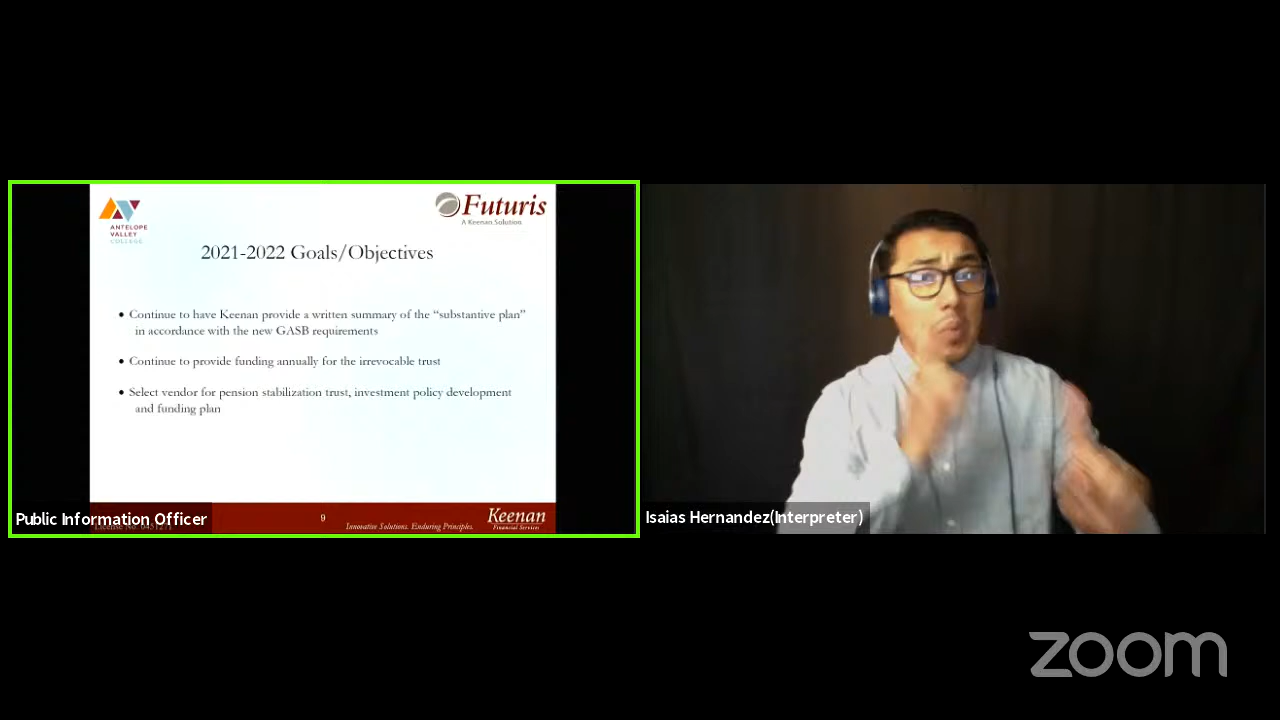 ANTELOPE
VALLEY
COLLEGE
Futuris
A Keenan Solution
2021-2022 Goals/Objectives
• Continue to have Keenan provide a written summary of the “substantive plan”
in accordance with the new GASB requirements
• Continue to provide funding annually for the irrevocable trust
• Select vendor for pension stabilization trust, investment policy development
and funding plan
Public Information Officer
9
Innovative Solutions. Enduring Principles.
Keenan
Financial Services
Isaias Hernandez(Interpreter)
zoom